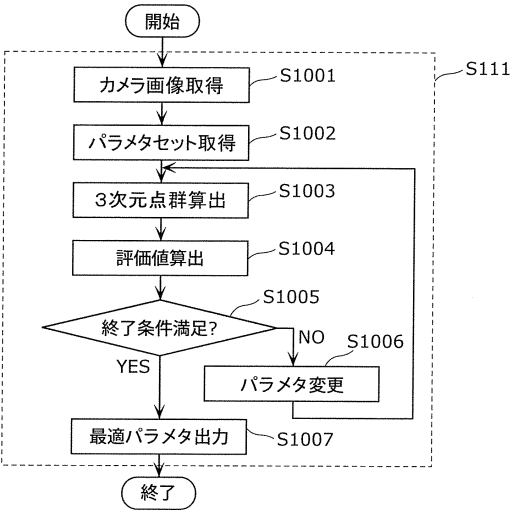 開始
カメラ画像取得 S1001 S111
パラメタセット取得 S1002
3次元点群算出 S1003
評価値算出 S1004
終了条件満足? S1005
NO
YES
パラメタ変更 S1006
最適パラメタ出力 S1007
終了